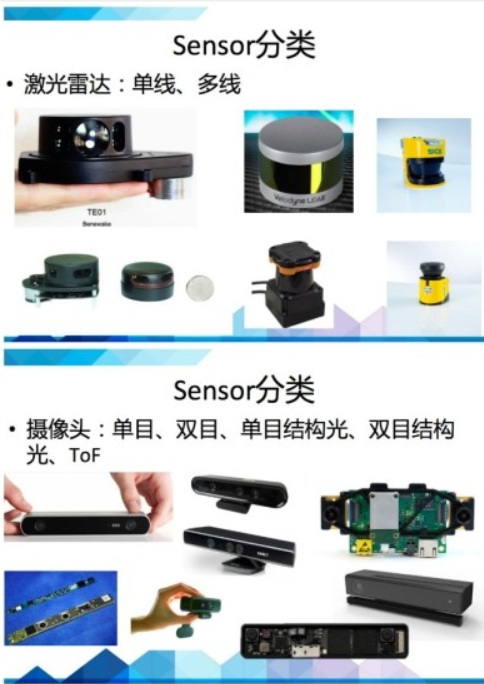 Sensor分类
• 激光雷达：单线、多线
TE01
Benewake
Velodyne LiDAR
SICK
Sensor分类
• 摄像头：单目、双目、单目结构光、双目结构
光、ToF